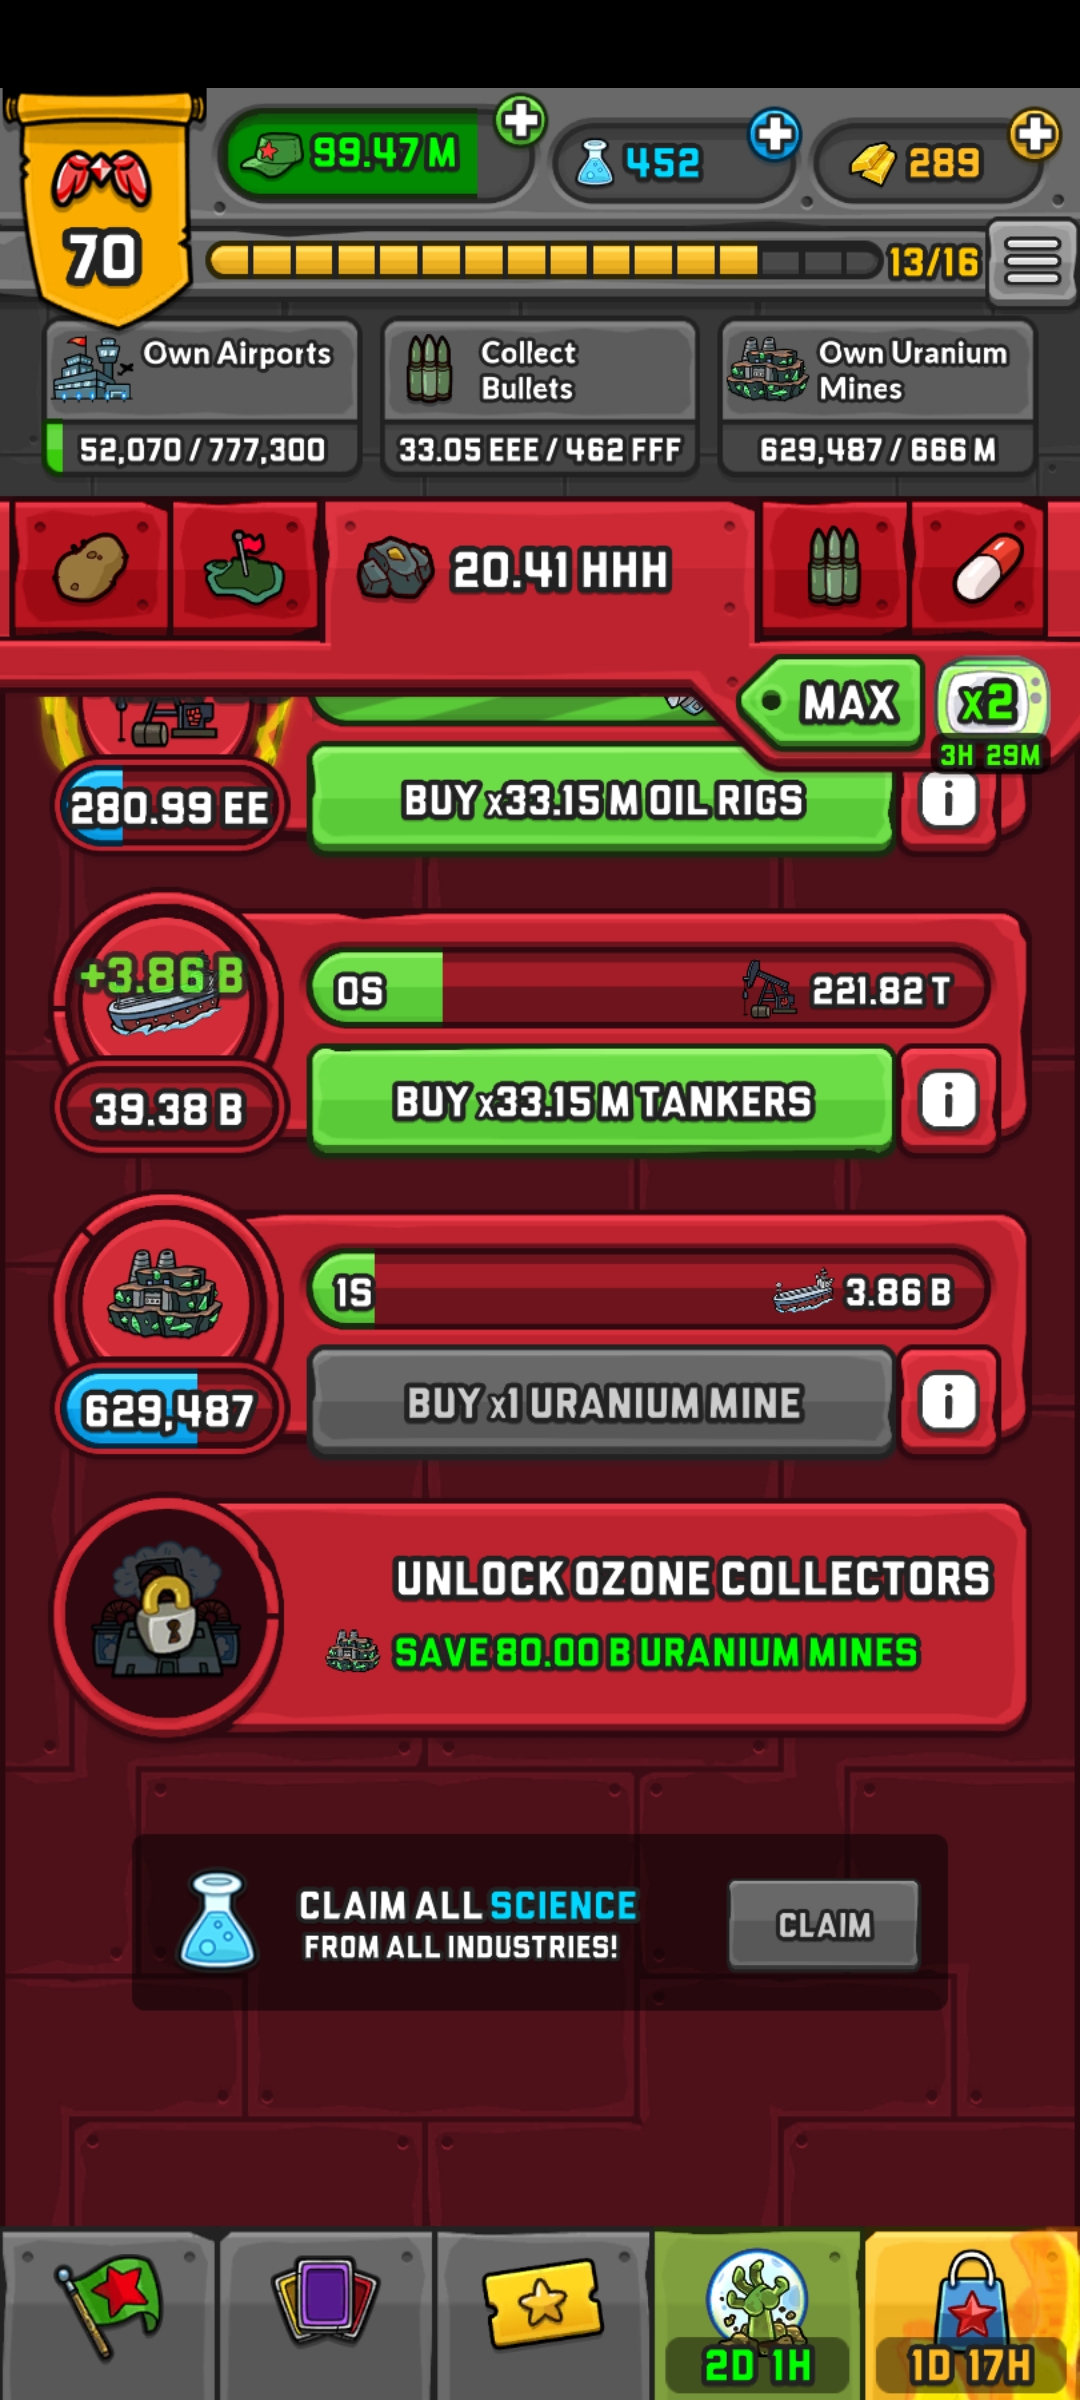 99.47 M
452
289
70
13/16
Own Airports
52,070 / 777,300
Collect
Bullets
33.05 EEE / 462 FFF
Own Uranium
Mines
629,487 / 666 M
20.41 HHH
MAX
x2
3H 29M
280.99 EE
BUY x33.15 M OIL RIGS
i
+3.86 B
0S
221.82 T
39.38 B
BUY x33.15 M TANKERS
i
1S
3.86 B
629,487
BUY x1 URANIUM MINE
i
UNLOCK OZONE COLLECTORS
SAVE 80.00 B URANIUM MINES
CLAIM ALL SCIENCE
FROM ALL INDUSTRIES!
CLAIM
2D 1H
1D 17H